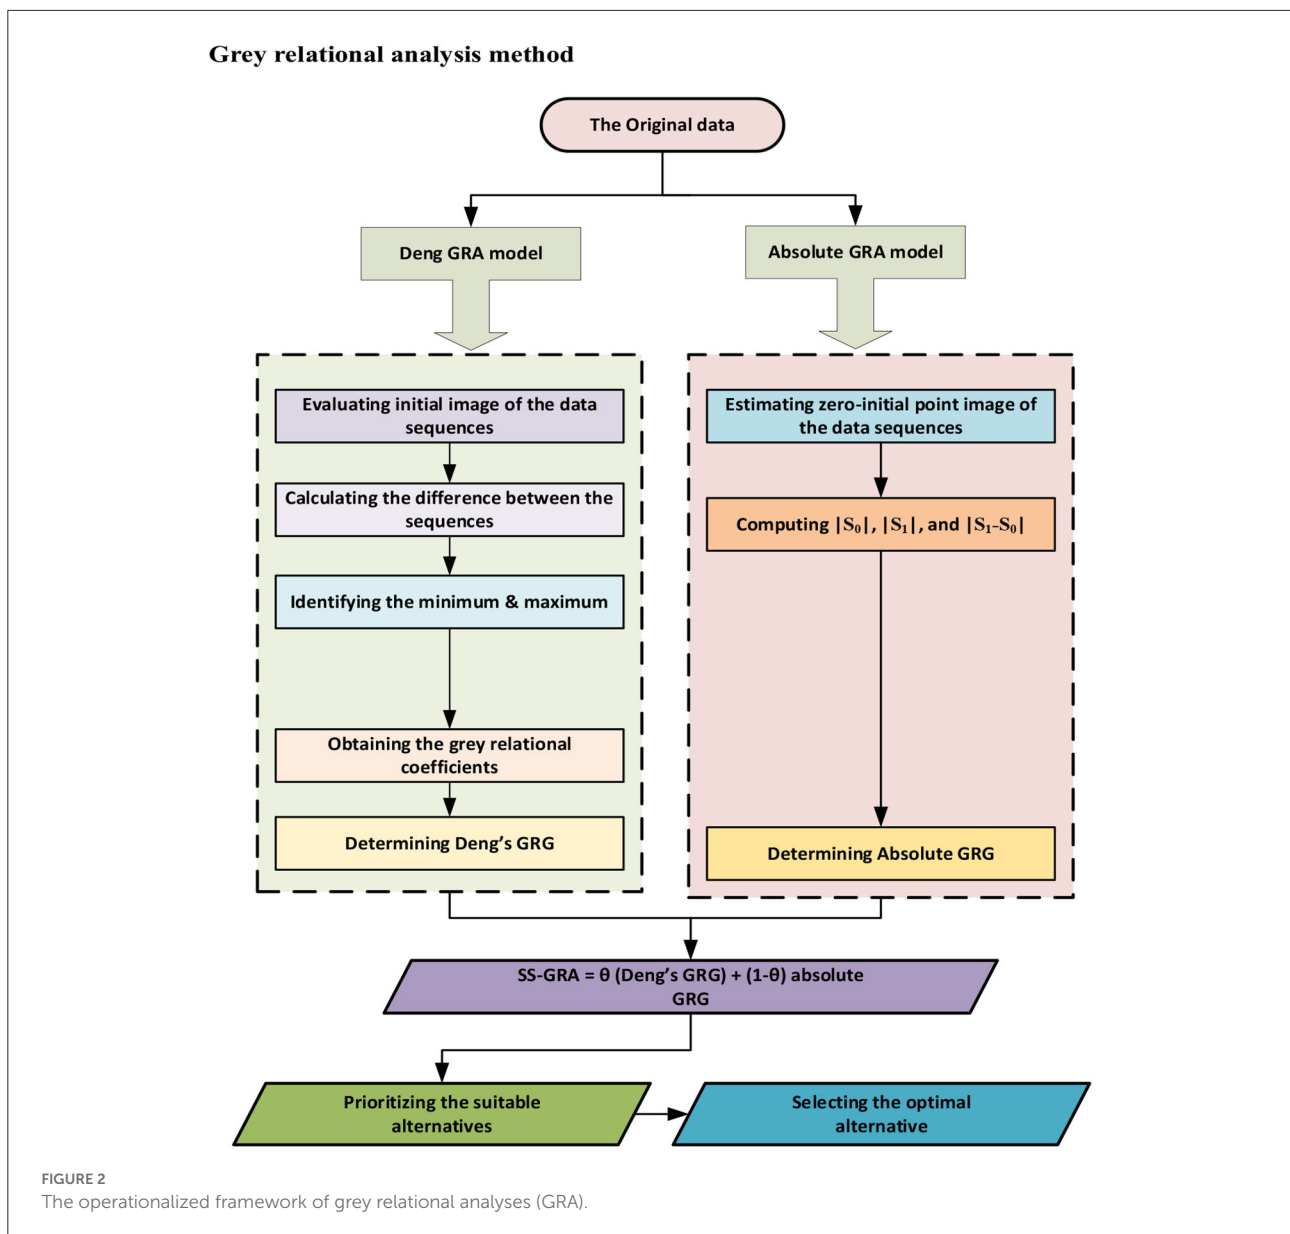 Grey relational analysis method
The Original data
Deng GRA model
Absolute GRA model
Evaluating initial image of the data
sequences
Calculating the difference between the
sequences
Identifying the minimum & maximum
Obtaining the grey relational
coefficients
Determining Deng's GRG
Estimating zero-initial point image of
the data sequences
Computing |S₀|, |S₁|, and |S₁-S₀|
Determining Absolute GRG
SS-GRA = θ (Deng's GRG) + (1-θ) absolute
GRG
Prioritizing the suitable
alternatives
Selecting the optimal
alternative
FIGURE 2
The operationalized framework of grey relational analyses (GRA).